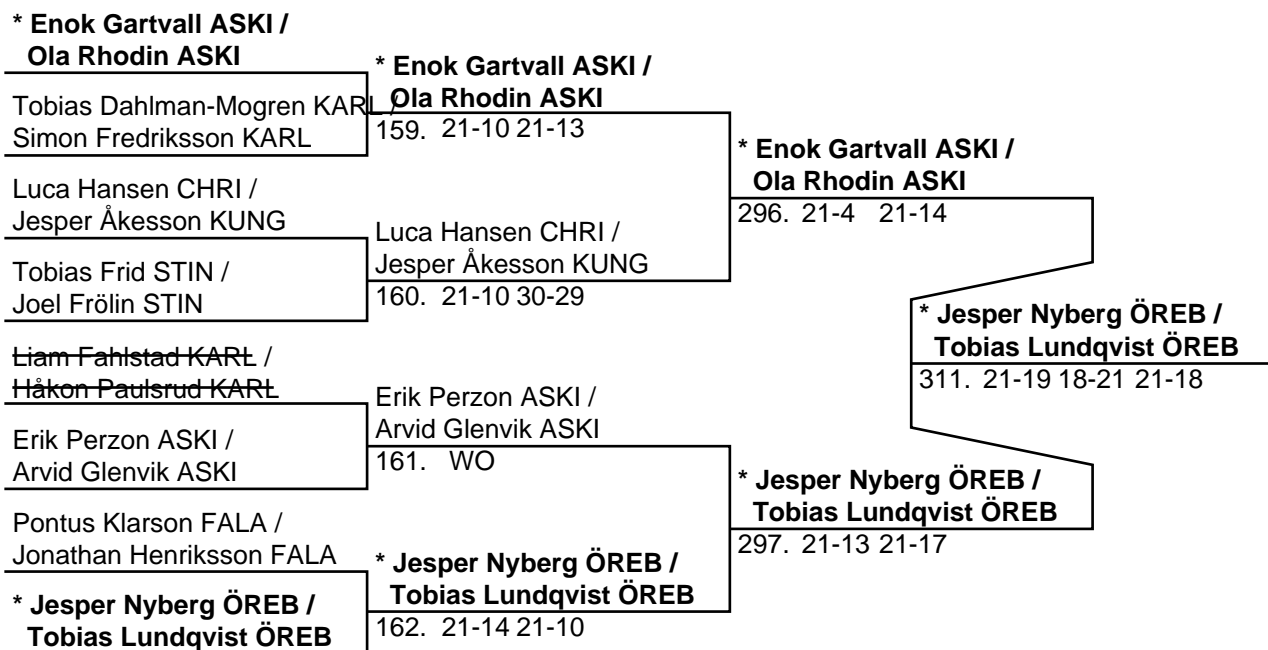 * Enok Gartvall ASKI /
Ola Rhodin ASKI
Tobias Dahlman-Mogren KARL /
Simon Fredriksson KARL
Luca Hansen CHRI /
Jesper Åkesson KUNG
Tobias Frid STIN /
Joel Frölin STIN
Liam Fahlstad KARL /
Håkon Paulsrud KARL
Erik Perzon ASKI /
Arvid Glenvik ASKI
Pontus Klarson FALA /
Jonathan Henriksson FALA
* Jesper Nyberg ÖREB /
Tobias Lundqvist ÖREB
* Enok Gartvall ASKI /
Ola Rhodin ASKI
159. 21-10 21-13
Luca Hansen CHRI /
Jesper Åkesson KUNG
160. 21-10 30-29
Erik Perzon ASKI /
Arvid Glenvik ASKI
161. WO
* Jesper Nyberg ÖREB /
Tobias Lundqvist ÖREB
162. 21-14 21-10
* Enok Gartvall ASKI /
Ola Rhodin ASKI
296. 21-4 21-14
* Jesper Nyberg ÖREB /
Tobias Lundqvist ÖREB
297. 21-13 21-17
* Jesper Nyberg ÖREB /
Tobias Lundqvist ÖREB
311. 21-19 18-21 21-18